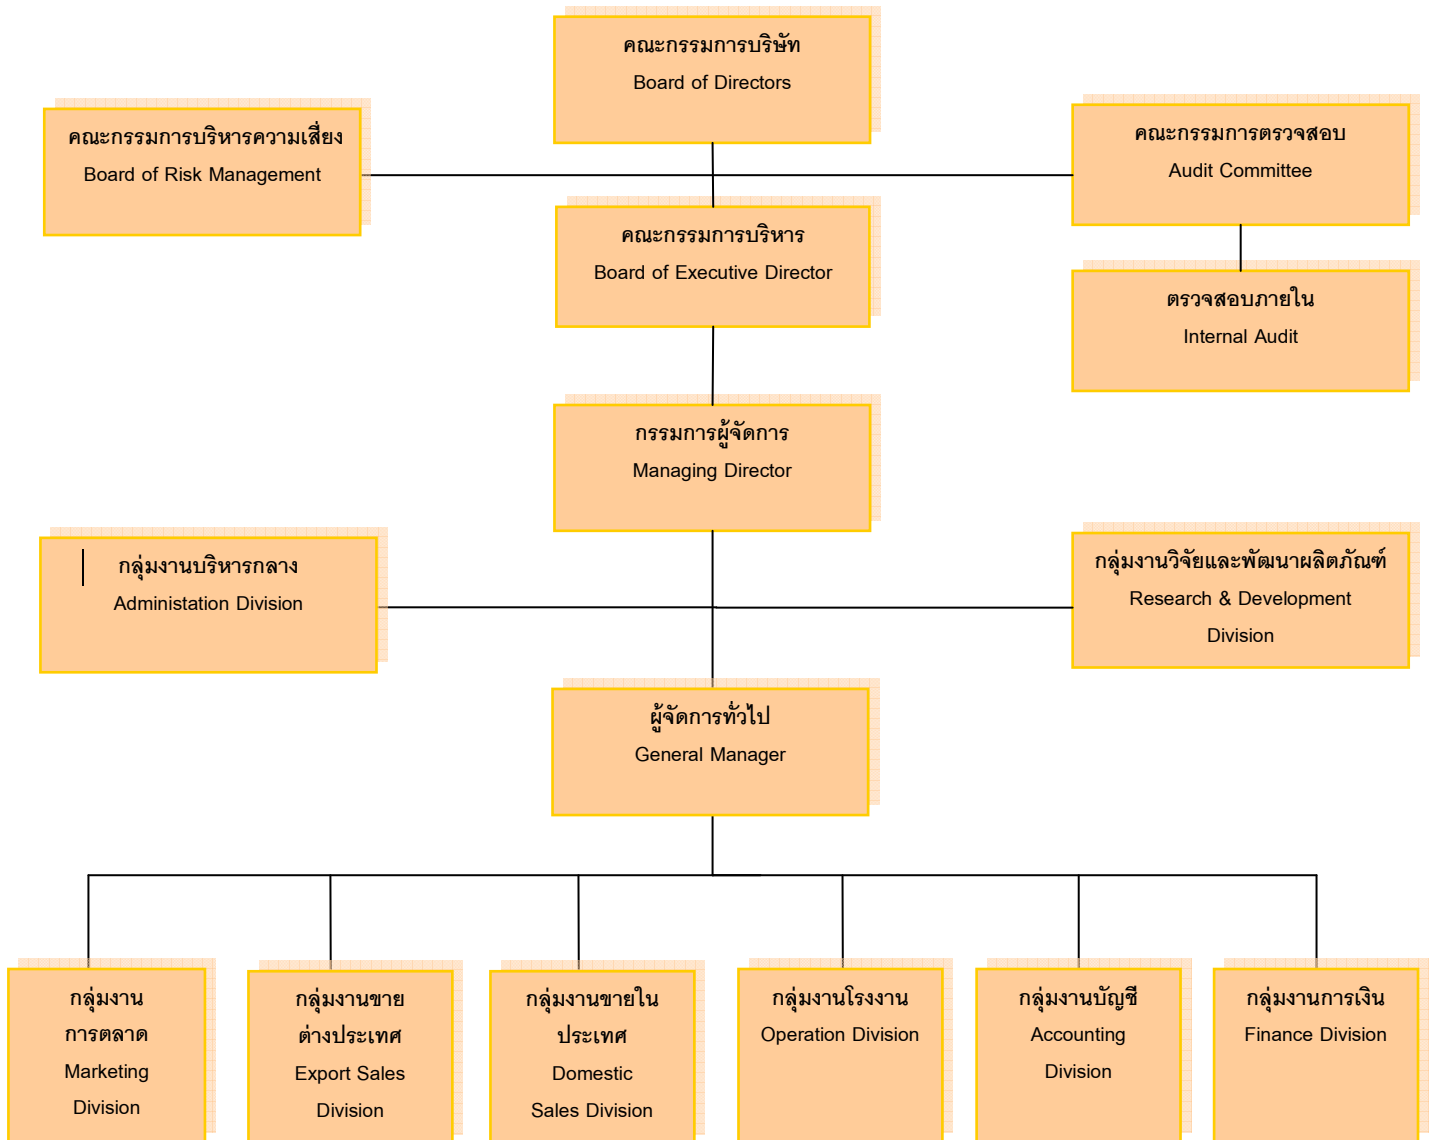 คณะกรรมการบริษัท
Board of Directors
คณะกรรมการบริหารความเสี่ยง
Board of Risk Management
คณะกรรมการตรวจสอบ
Audit Committee
คณะกรรมการบริหาร
Board of Executive Director
ตรวจสอบภายใน
Internal Audit
กรรมการผู้จัดการ
Managing Director
กลุ่มงานบริหารกลาง
Administation Division
กลุ่มงานวิจัยและพัฒนาผลิตภัณฑ์
Research & Development
Division
ผู้จัดการทั่วไป
General Manager
กลุ่มงาน
การตลาด
Marketing
Division
กลุ่มงานขาย
ต่างประเทศ
Export Sales
Division
กลุ่มงานขายใน
ประเทศ
Domestic
Sales Division
กลุ่มงานโรงงาน
Operation Division
กลุ่มงานบัญชี
Accounting
Division
กลุ่มงานการเงิน
Finance Division